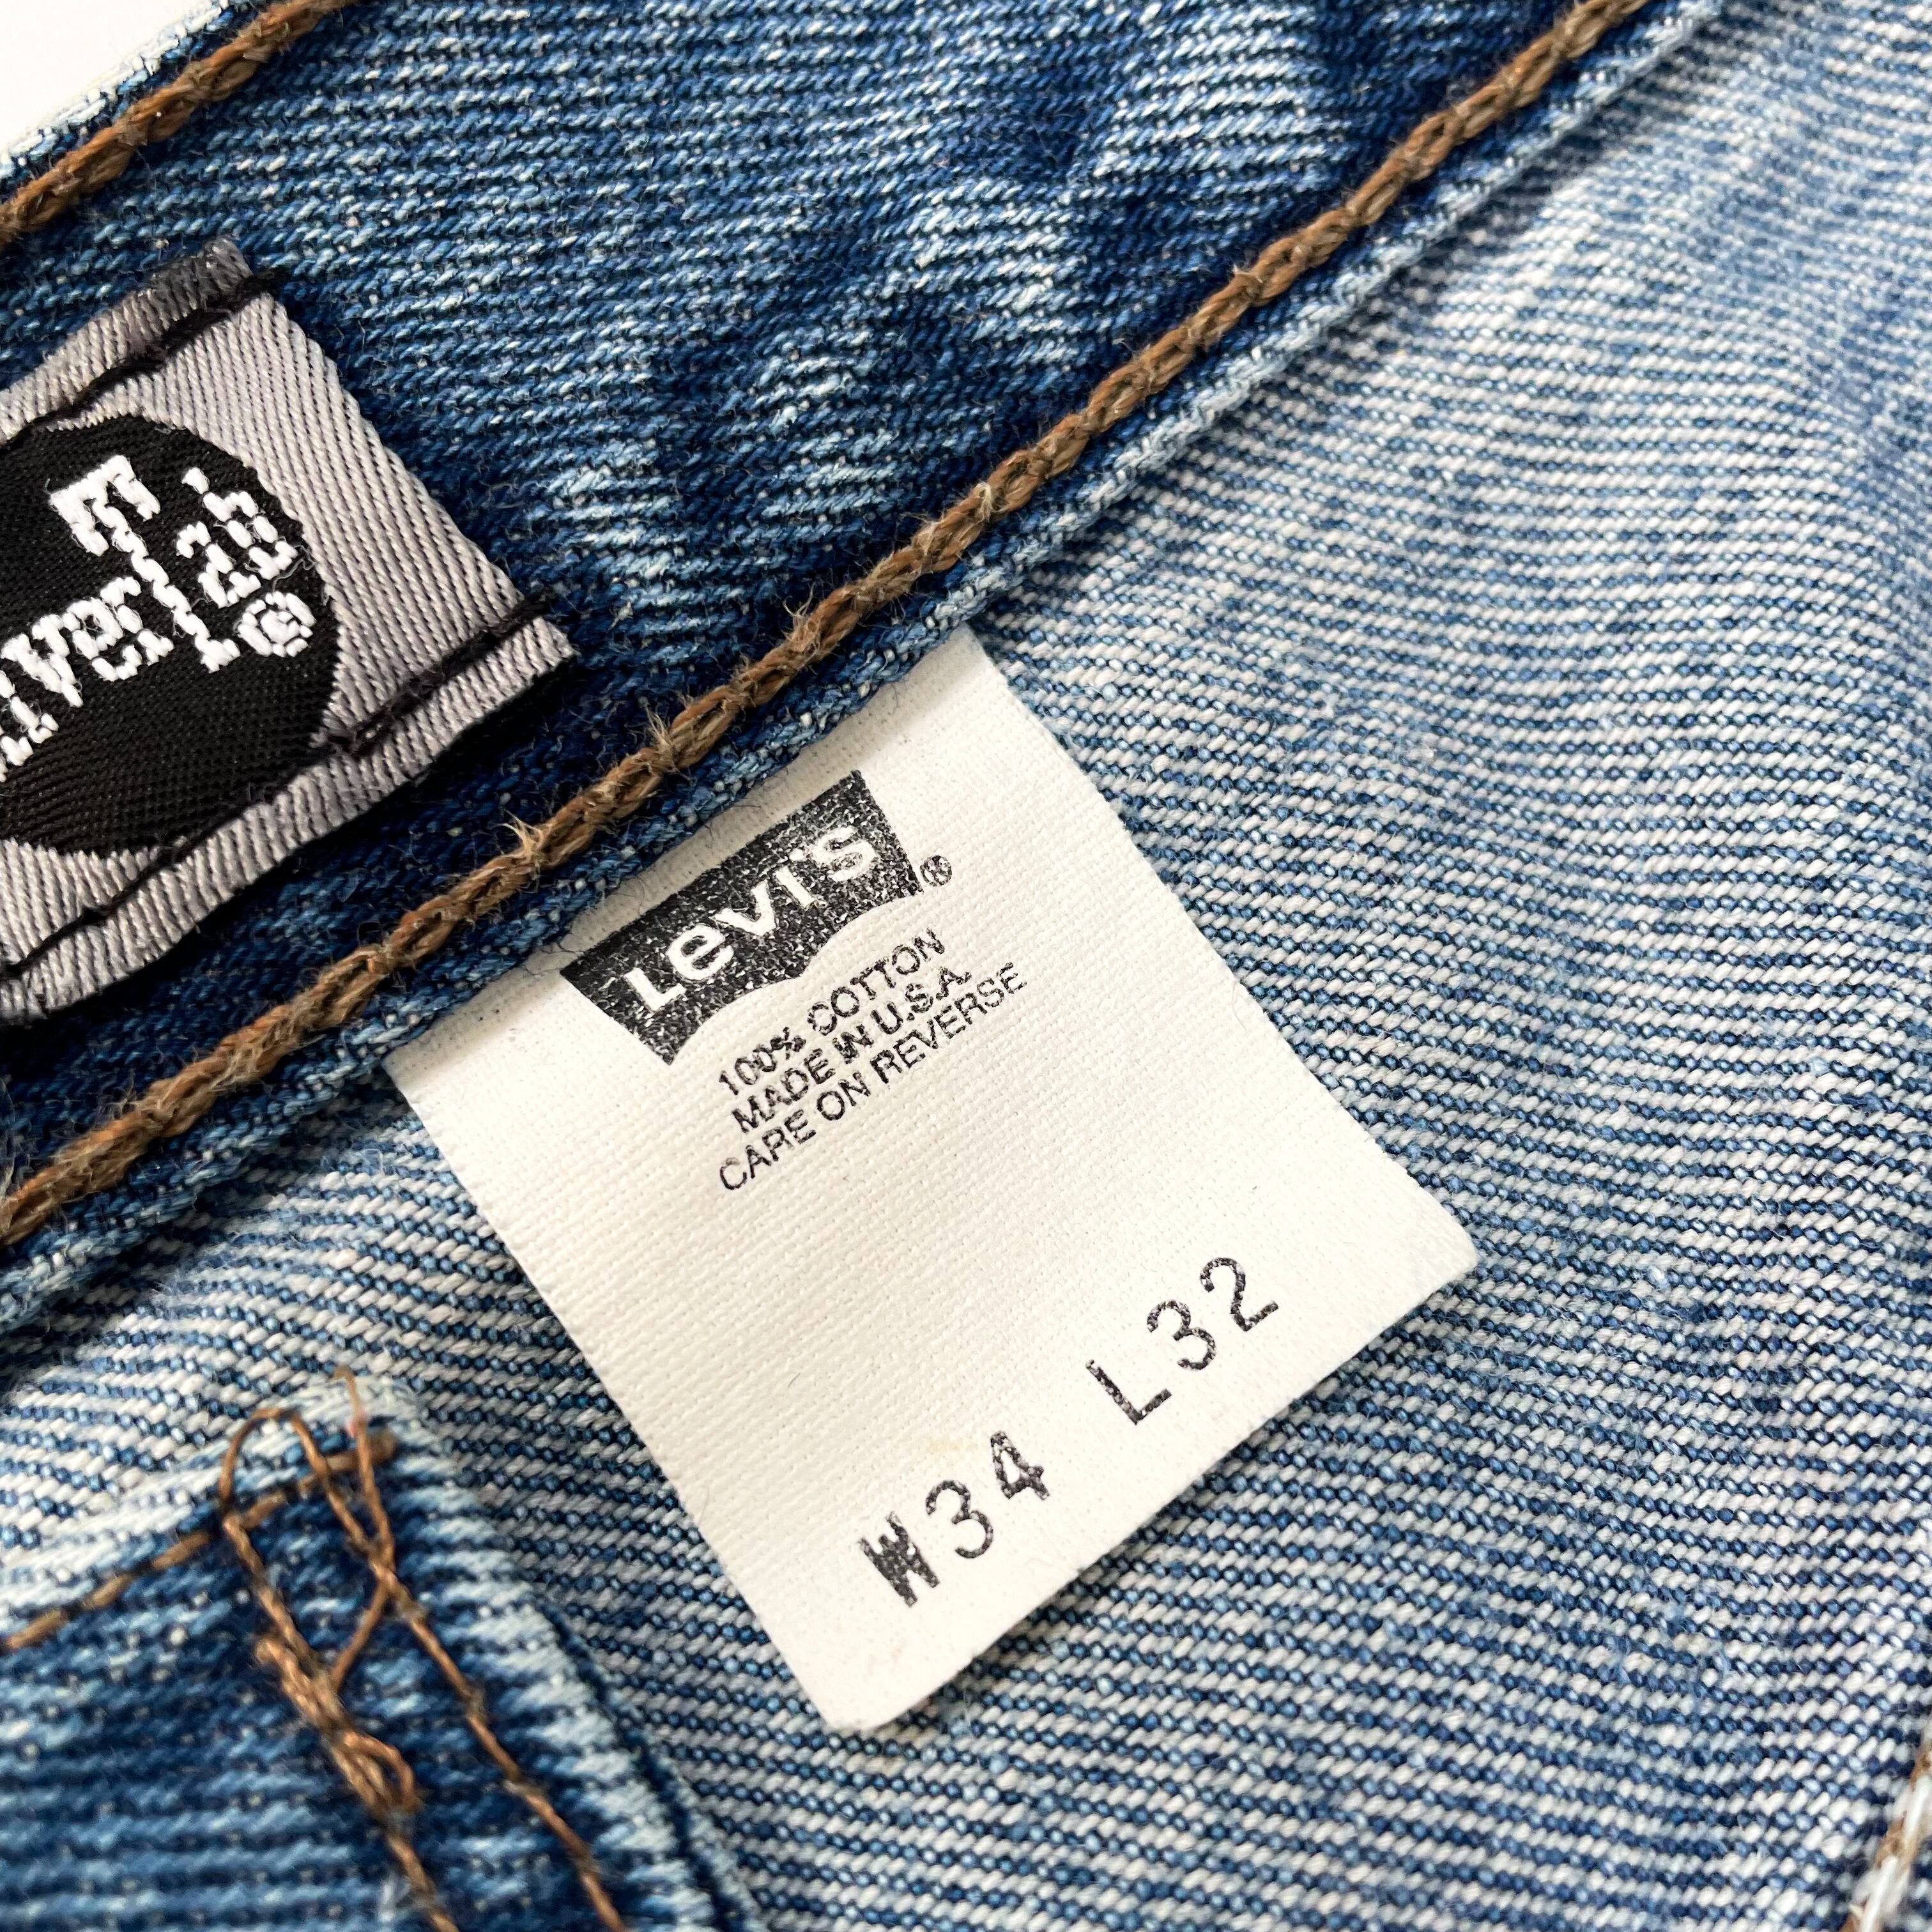 SilverTab®
Levi's ®
100% COTTON
MADE IN U.S.A.
CARE ON REVERSE
W34 L32